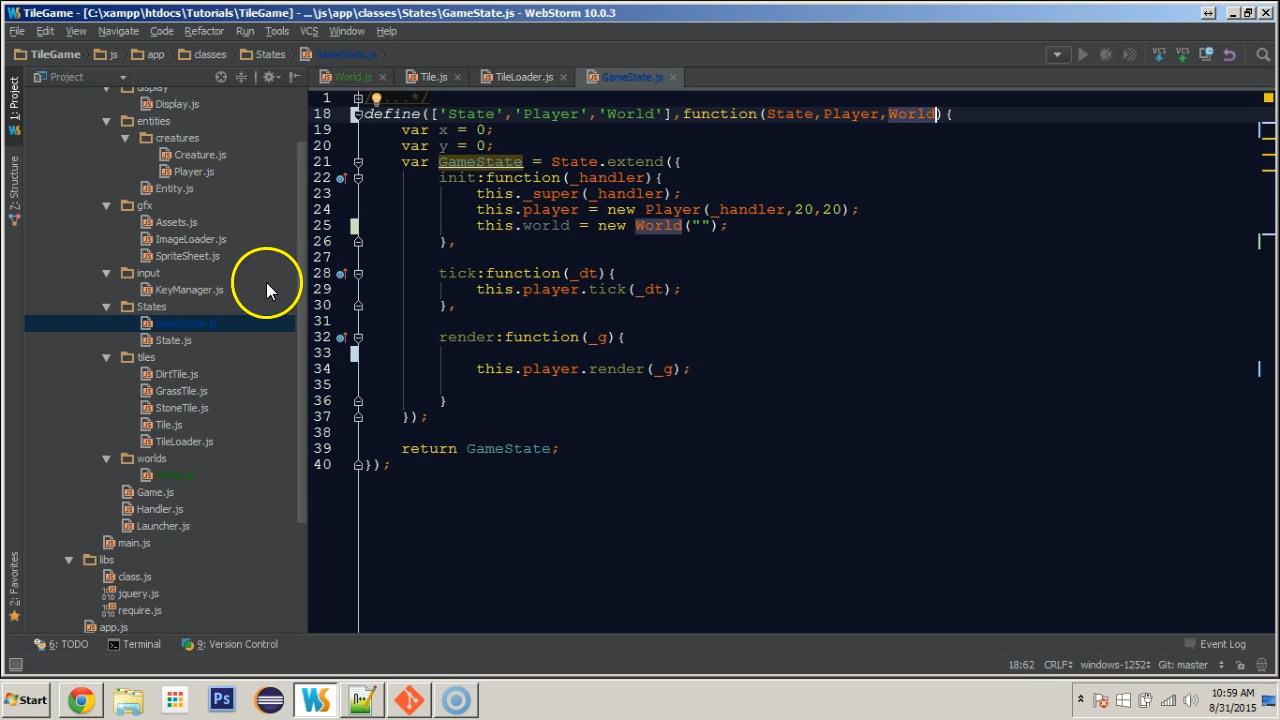 TileGame - [C:\xampp\htdocs\Tutorials\TileGame] - ...\js\app\classes\States\GameState.js - WebStorm 10.0.3
File Edit View Navigate Code Refactor Run Tools VCS Window Help
TileGame js app classes States GameState.js
VCS VCS
1: Project
Z: Structure
2: Favorites
Project
display
Display.js
entities
creatures
Creature.js
Player.js
Entity.js
gfx
Assets.js
ImageLoader.js
SpriteSheet.js
input
KeyManager.js
States
GameState.js
State.js
tiles
DirtTile.js
GrassTile.js
StoneTile.js
Tile.js
TileLoader.js
worlds
World.js
Game.js
Handler.js
Launcher.js
main.js
libs
class.js
jquery.js
require.js
app.js
World.js Tile.js TileLoader.js GameState.js
1 /...*/
18 define(['State','Player','World'],function(State,Player,World){
19 var x = 0;
20 var y = 0;
21 var GameState = State.extend({
22 init:function(_handler){
23 this._super(_handler);
24 this.player = new Player(_handler,20,20);
25 this.world = new World("");
26 },
27
28 tick:function(_dt){
29 this.player.tick(_dt);
30 },
31
32 render:function(_g){
33
34 this.player.render(_g);
35
36 }
37 });
38
39 return GameState;
40 });
6: TODO Terminal 9: Version Control Event Log
18:62 CRLF windows-1252 Git: master
Start Ps WS 10:59 AM
8/31/2015